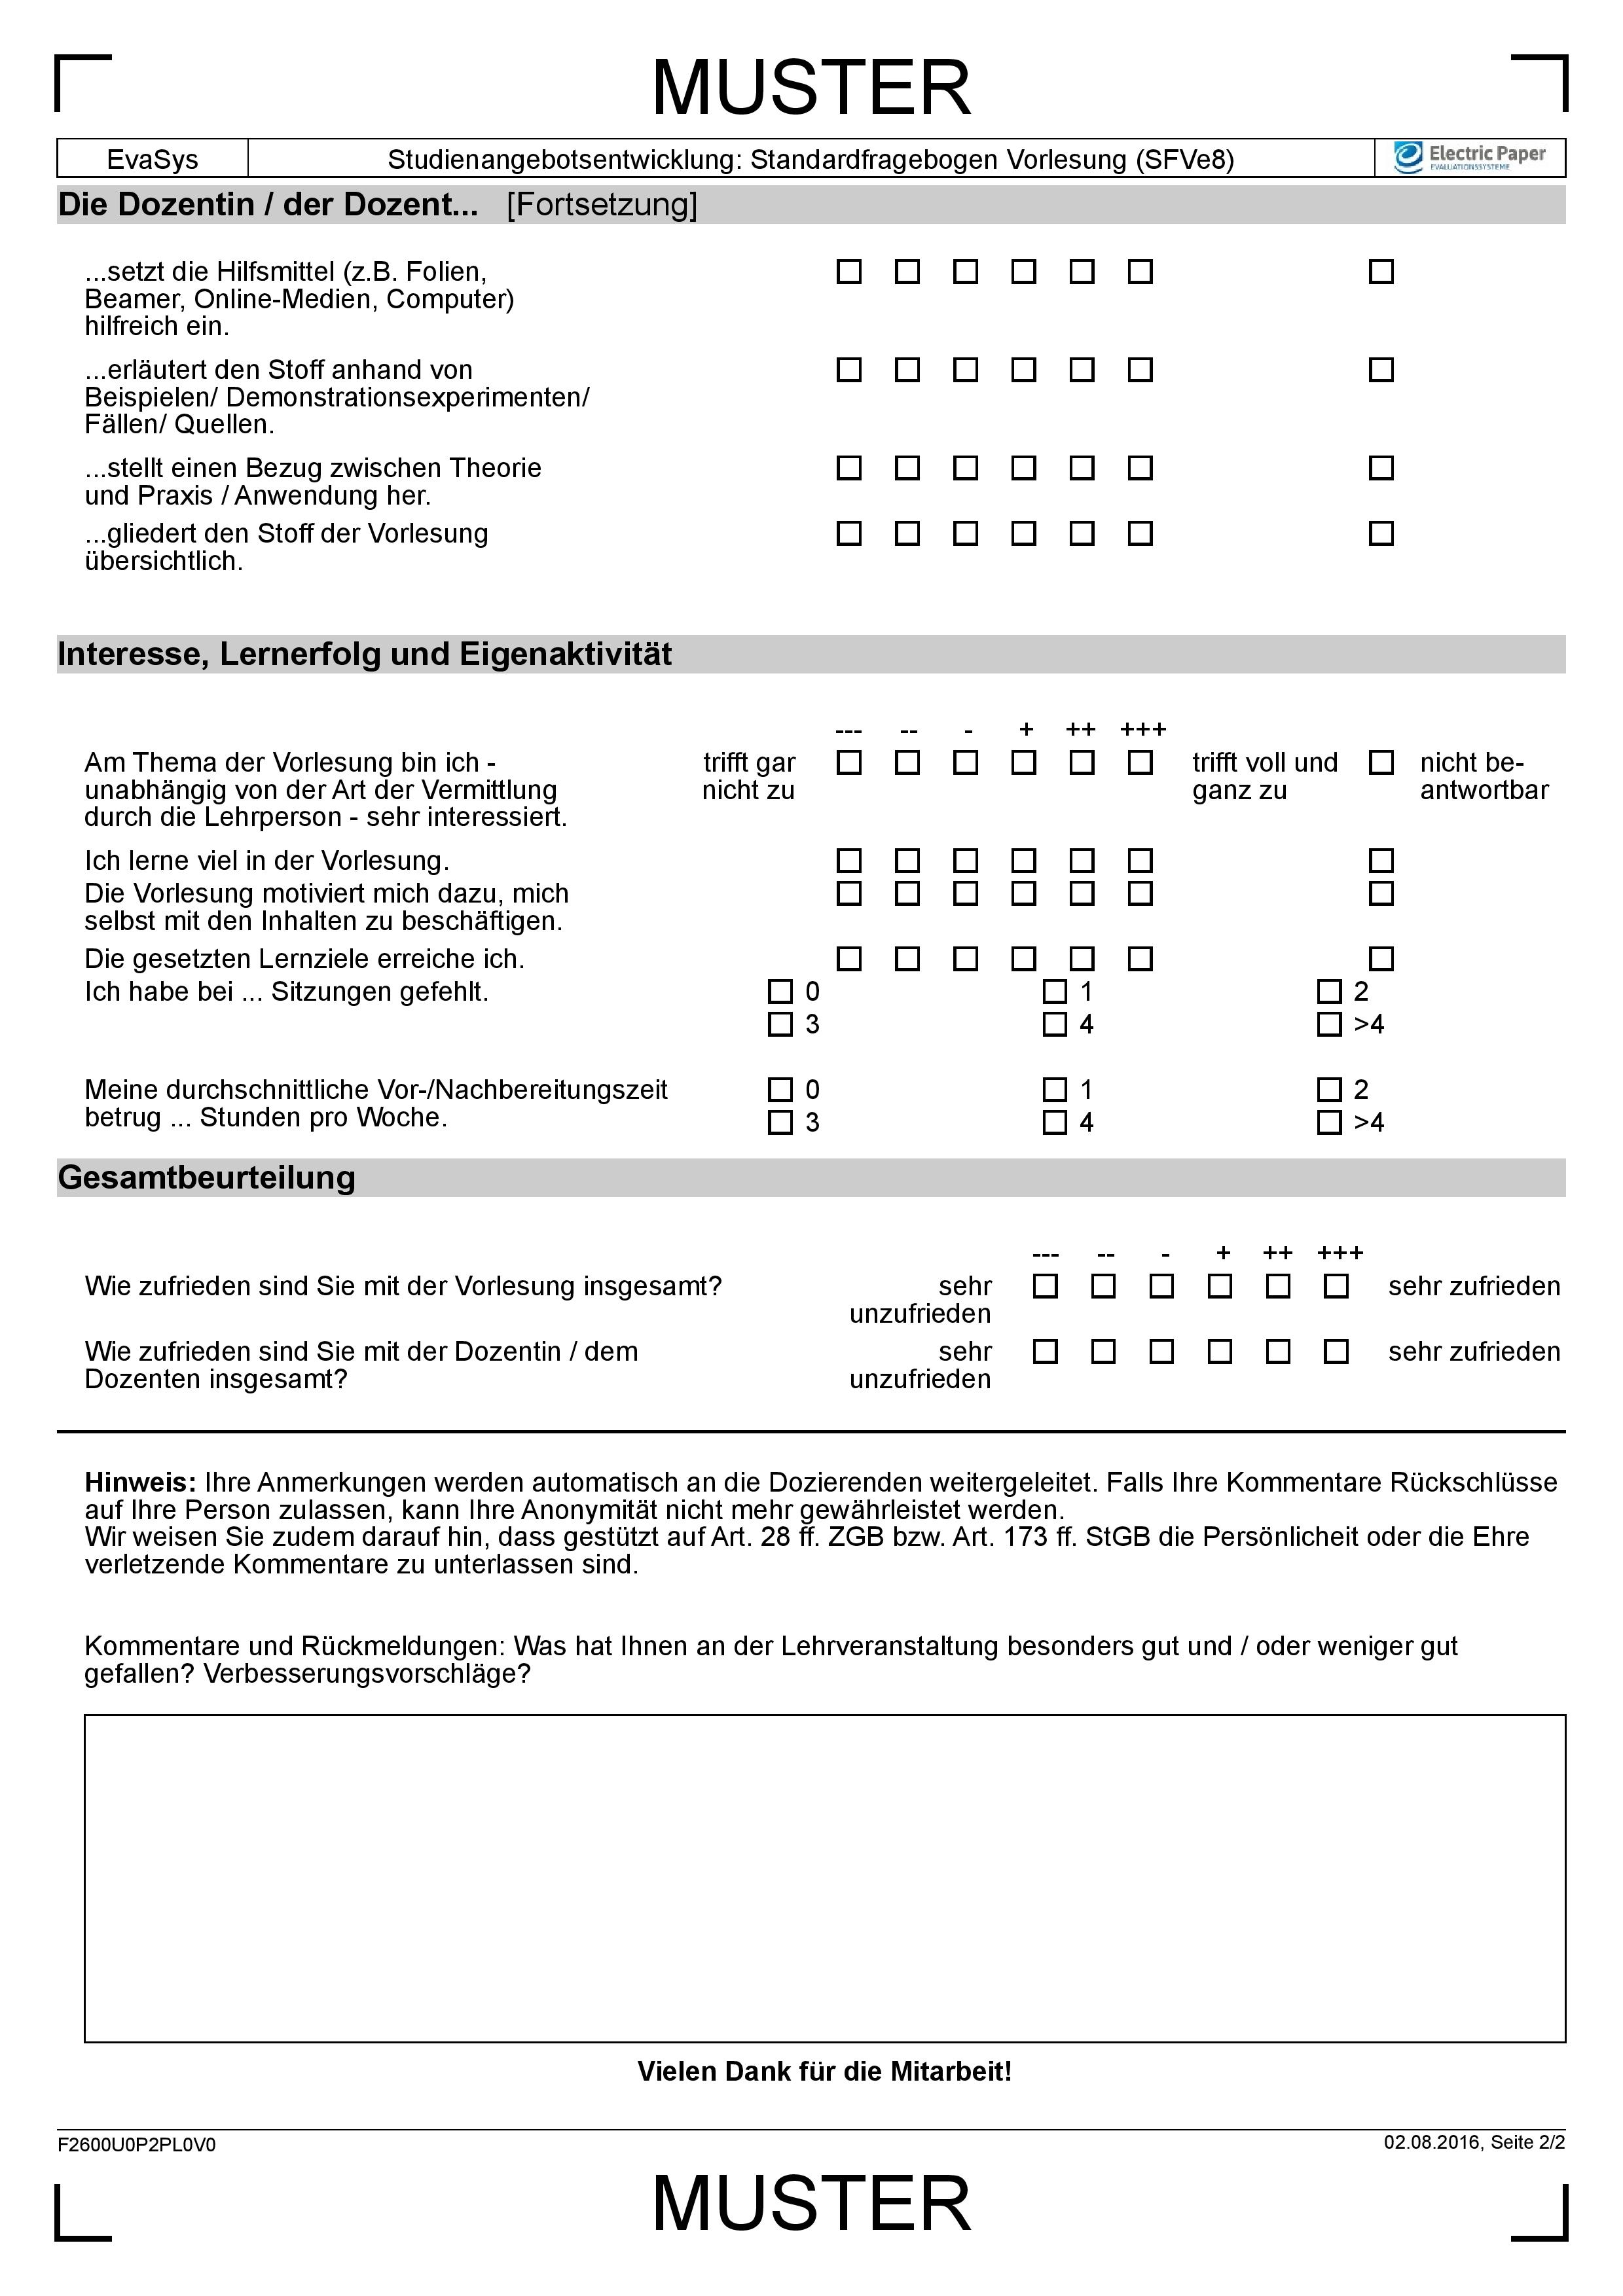 MUSTER
EvaSys Studienangebotsentwicklung: Standardfragebogen Vorlesung (SFVe8) Electric Paper
EVALUATIONSSYSTEME
Die Dozentin / der Dozent... [Fortsetzung]
...setzt die Hilfsmittel (z.B. Folien,
Beamer, Online-Medien, Computer)
hilfreich ein.
...erläutert den Stoff anhand von
Beispielen/ Demonstrationsexperimenten/
Fällen/ Quellen.
...stellt einen Bezug zwischen Theorie
und Praxis / Anwendung her.
...gliedert den Stoff der Vorlesung
übersichtlich.
Interesse, Lernerfolg und Eigenaktivität
--- -- - + ++ +++
Am Thema der Vorlesung bin ich - trifft gar trifft voll und nicht be-
unabhängig von der Art der Vermittlung nicht zu ganz zu antwortbar
durch die Lehrperson - sehr interessiert.
Ich lerne viel in der Vorlesung.
Die Vorlesung motiviert mich dazu, mich
selbst mit den Inhalten zu beschäftigen.
Die gesetzten Lernziele erreiche ich.
Ich habe bei ... Sitzungen gefehlt. 0 1 2
3 4 >4
Meine durchschnittliche Vor-/Nachbereitungszeit 0 1 2
betrug ... Stunden pro Woche. 3 4 >4
Gesamtbeurteilung
--- -- - + ++ +++
Wie zufrieden sind Sie mit der Vorlesung insgesamt? sehr sehr zufrieden
unzufrieden
Wie zufrieden sind Sie mit der Dozentin / dem sehr sehr zufrieden
Dozenten insgesamt? unzufrieden
Hinweis: Ihre Anmerkungen werden automatisch an die Dozierenden weitergeleitet. Falls Ihre Kommentare Rückschlüsse
auf Ihre Person zulassen, kann Ihre Anonymität nicht mehr gewährleistet werden.
Wir weisen Sie zudem darauf hin, dass gestützt auf Art. 28 ff. ZGB bzw. Art. 173 ff. StGB die Persönlicheit oder die Ehre
verletzende Kommentare zu unterlassen sind.
Kommentare und Rückmeldungen: Was hat Ihnen an der Lehrveranstaltung besonders gut und / oder weniger gut
gefallen? Verbesserungsvorschläge?
Vielen Dank für die Mitarbeit!
F2600U0P2PL0V0 02.08.2016, Seite 2/2
MUSTER